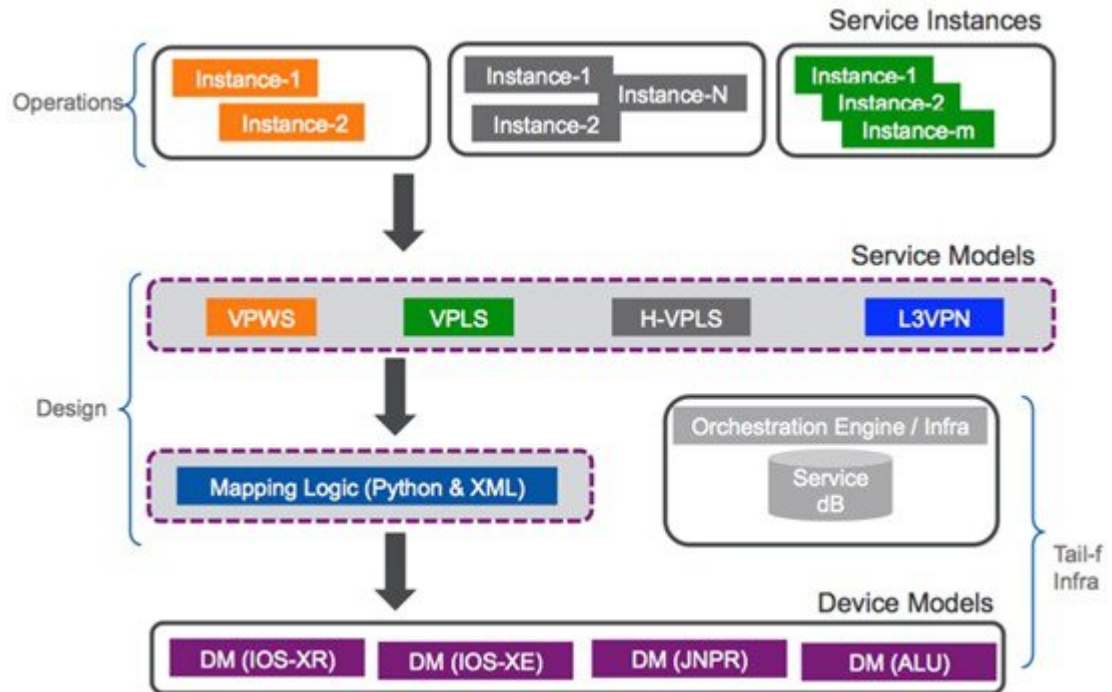 Service Instances
Operations
Instance-1
Instance-2
Instance-1
Instance-N
Instance-2
Instance-1
Instance-2
Instance-m
Service Models
VPWS
VPLS
H-VPLS
L3VPN
Design
Mapping Logic (Python & XML)
Orchestration Engine / Infra
Service
dB
Tail-f
Infra
Device Models
DM (IOS-XR)
DM (IOS-XE)
DM (JNPR)
DM (ALU)